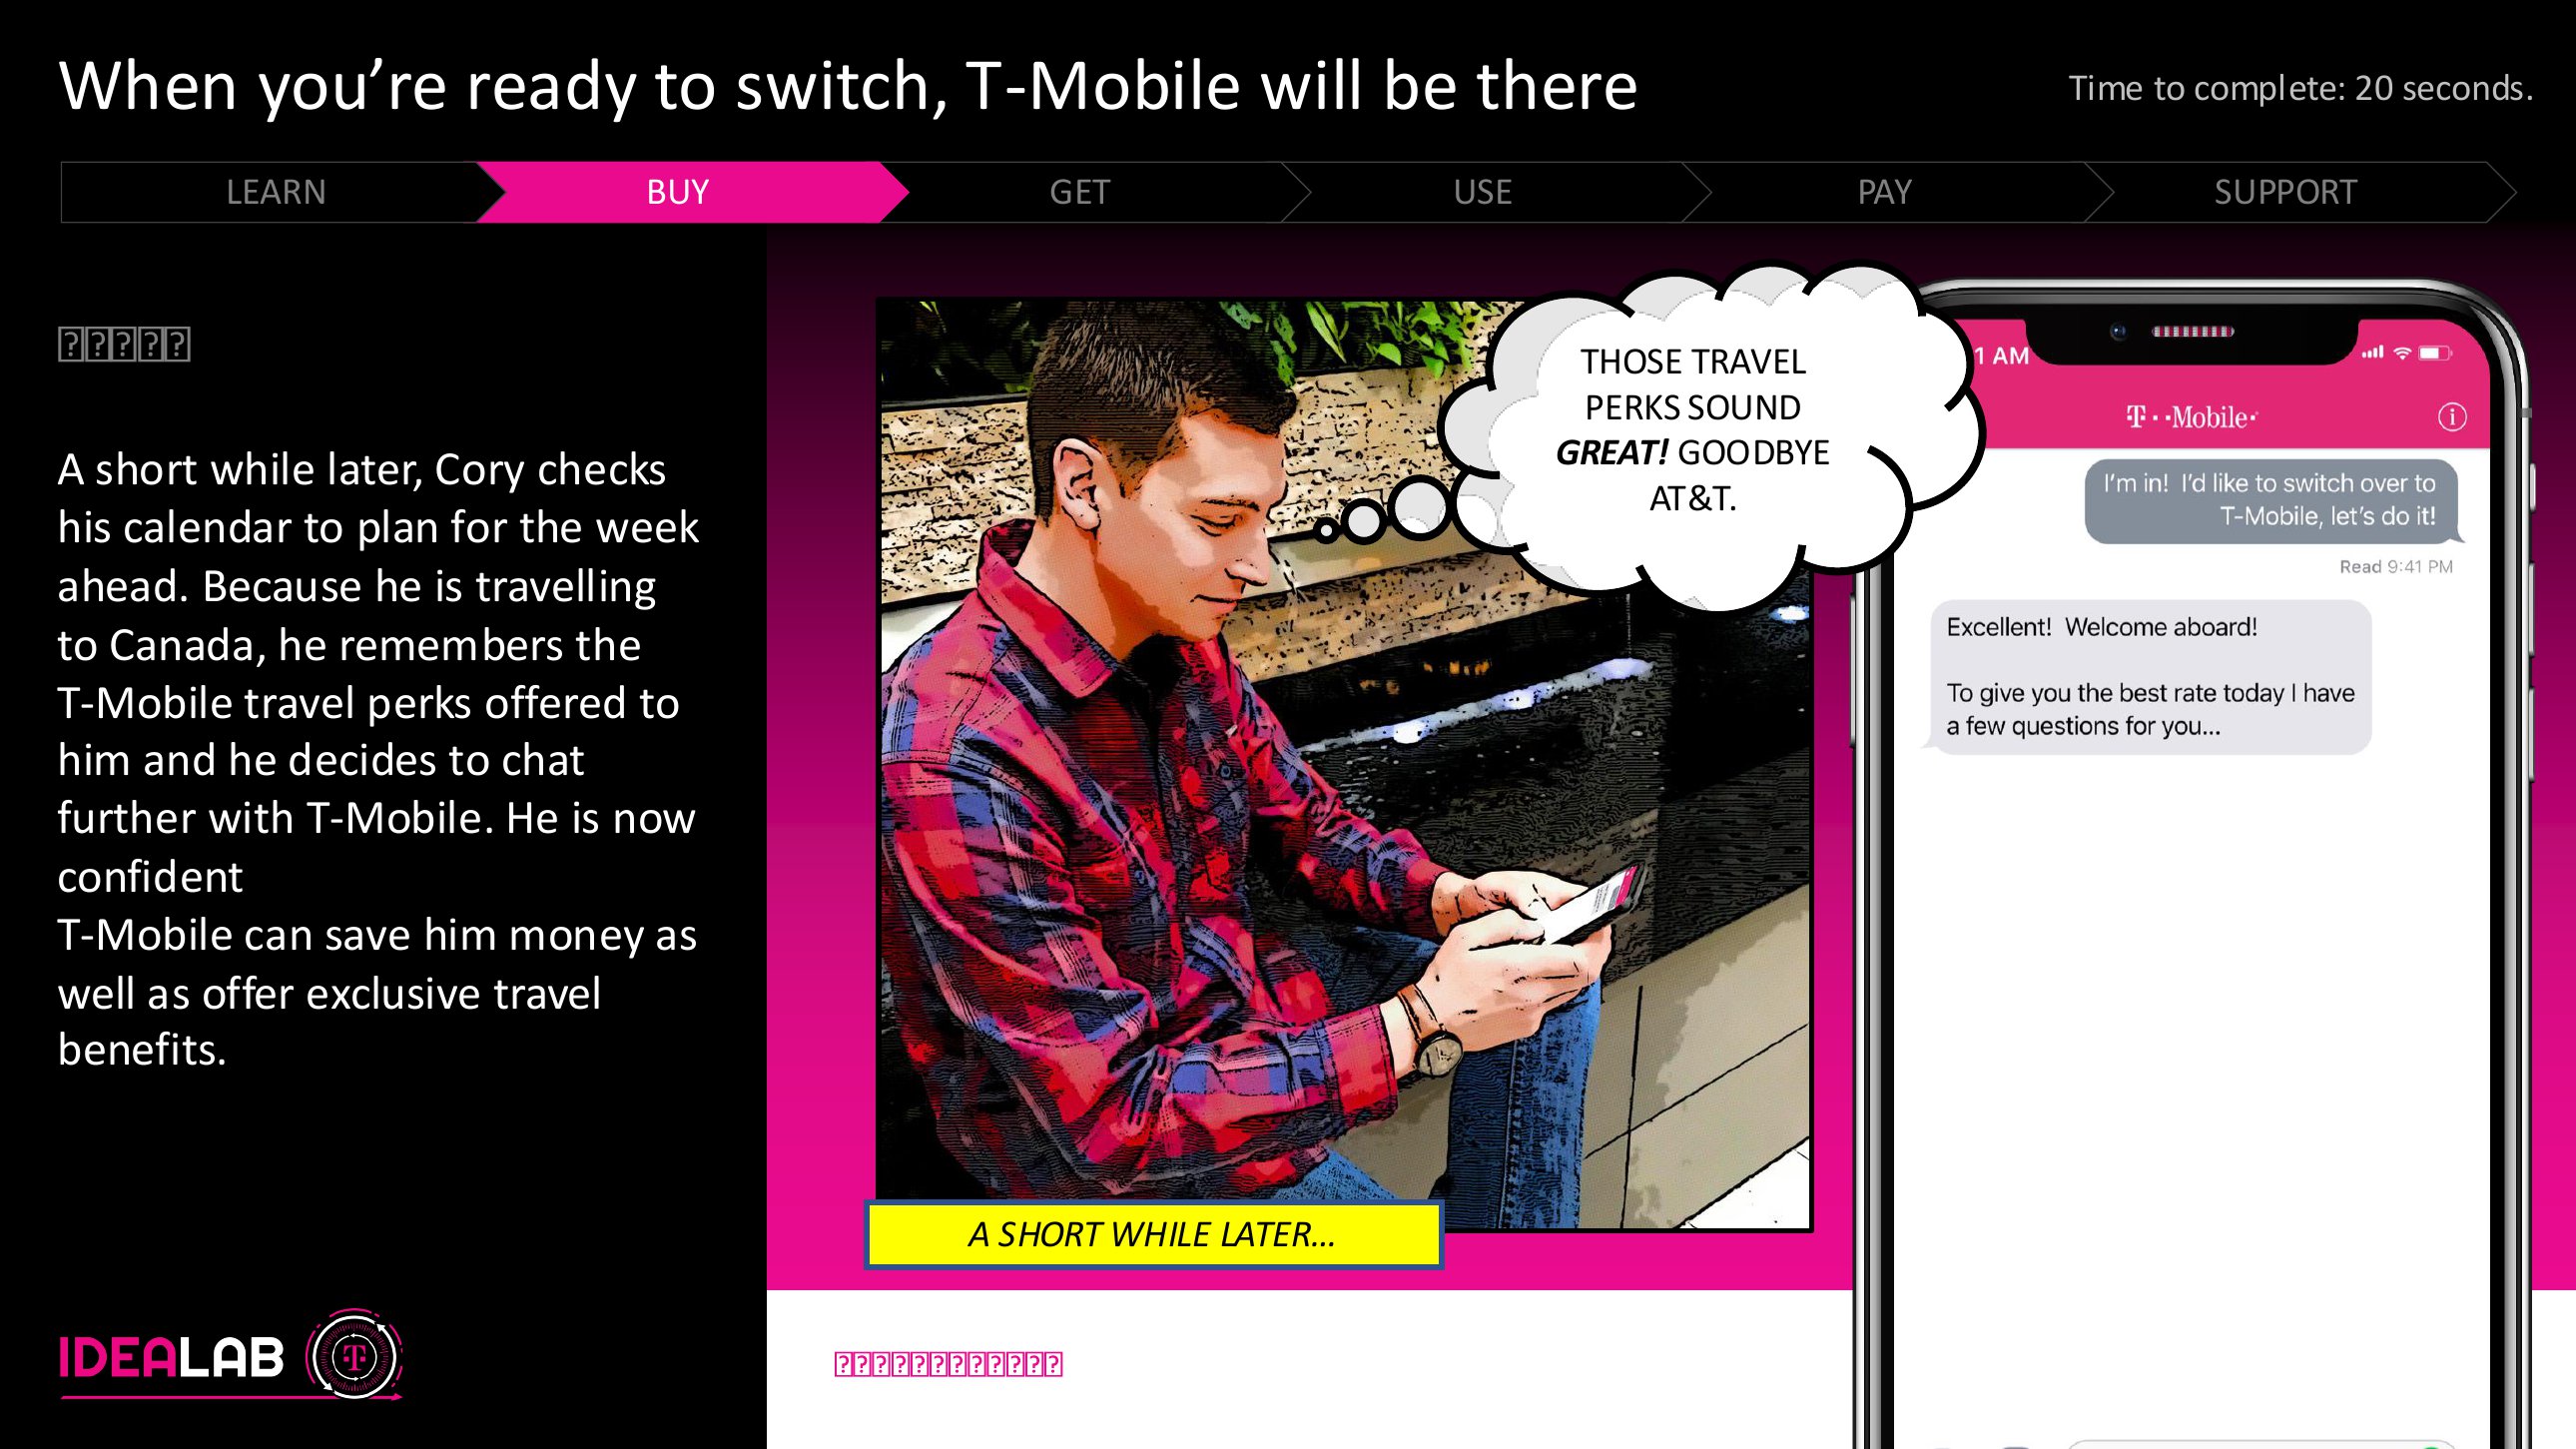 When you’re ready to switch, T-Mobile will be there
Time to complete: 20 seconds.
LEARN
BUY
GET
USE
PAY
SUPPORT
A short while later, Cory checks
his calendar to plan for the week
ahead. Because he is travelling
to Canada, he remembers the
T-Mobile travel perks offered to
him and he decides to chat
further with T-Mobile. He is now
confident
T-Mobile can save him money as
well as offer exclusive travel
benefits.
THOSE TRAVEL
PERKS SOUND
GREAT! GOODBYE
AT&T.
A SHORT WHILE LATER...
1 AM
T··Mobile·
I’m in!  I’d like to switch over to
T-Mobile, let’s do it!
Read 9:41 PM
Excellent!  Welcome aboard!
To give you the best rate today I have
a few questions for you...
IDEALAB
T